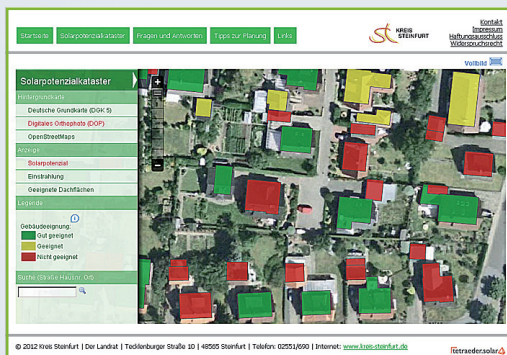 Startseite
Solarpotenzialkataster
Fragen und Antworten
Tipps zur Planung
Links
KREIS
STEINFURT
Kontakt
Impressum
Haftungsausschluss
Widerspruchsrecht
Vollbild
Solarpotenzialkataster
Hintergrundkarte
Deutsche Grundkarte (DGK 5)
Digitales Orthophoto (DOP)
OpenStreetMaps
Anzeige
Solarpotenzial
Einstrahlung
Geeignete Dachflächen
Legende
Gebäudeeignung:
Gut geeignet
Geeignet
Nicht geeignet
Suche (Straße Hausnr. Ort)
© 2012 Kreis Steinfurt | Der Landrat | Tecklenburger Straße 10 | 48565 Steinfurt | Telefon: 02551/690 | Internet: www.kreis-steinfurt.de
tetraeder.solar